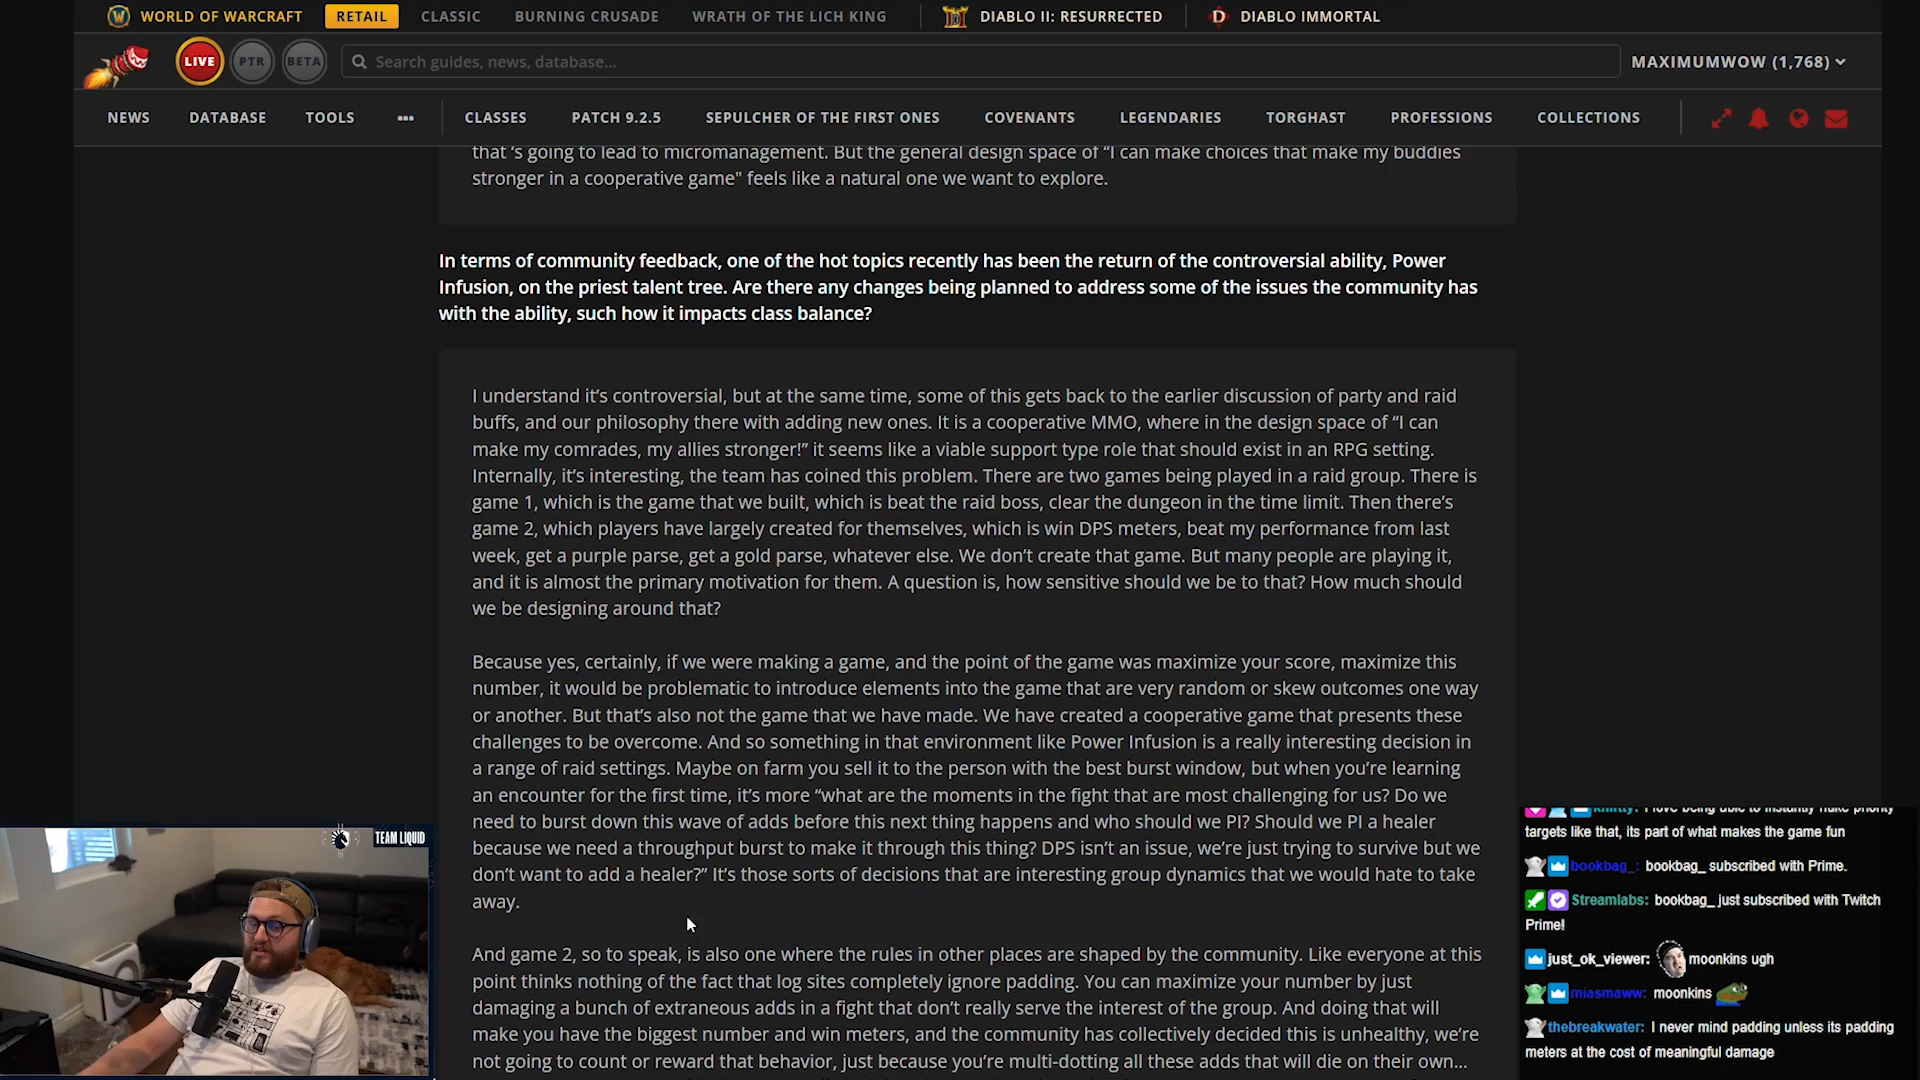 WORLD OF WARCRAFT RETAIL CLASSIC BURNING CRUSADE WRATH OF THE LICH KING DIABLO II: RESURRECTED DIABLO IMMORTAL
LIVE PTR BETA Search guides, news, database... MAXIMUMWOW (1,768)
NEWS DATABASE TOOLS ••• CLASSES PATCH 9.2.5 SEPULCHER OF THE FIRST ONES COVENANTS LEGENDARIES TORGHAST PROFESSIONS COLLECTIONS
that 's going to lead to micromanagement. But the general design space of “I can make choices that make my buddies
stronger in a cooperative game" feels like a natural one we want to explore.
In terms of community feedback, one of the hot topics recently has been the return of the controversial ability, Power
Infusion, on the priest talent tree. Are there any changes being planned to address some of the issues the community has
with the ability, such how it impacts class balance?
I understand it’s controversial, but at the same time, some of this gets back to the earlier discussion of party and raid
buffs, and our philosophy there with adding new ones. It is a cooperative MMO, where in the design space of “I can
make my comrades, my allies stronger!” it seems like a viable support type role that should exist in an RPG setting.
Internally, it’s interesting, the team has coined this problem. There are two games being played in a raid group. There is
game 1, which is the game that we built, which is beat the raid boss, clear the dungeon in the time limit. Then there’s
game 2, which players have largely created for themselves, which is win DPS meters, beat my performance from last
week, get a purple parse, get a gold parse, whatever else. We don’t create that game. But many people are playing it,
and it is almost the primary motivation for them. A question is, how sensitive should we be to that? How much should
we be designing around that?
Because yes, certainly, if we were making a game, and the point of the game was maximize your score, maximize this
number, it would be problematic to introduce elements into the game that are very random or skew outcomes one way
or another. But that’s also not the game that we have made. We have created a cooperative game that presents these
challenges to be overcome. And so something in that environment like Power Infusion is a really interesting decision in
a range of raid settings. Maybe on farm you sell it to the person with the best burst window, but when you’re learning
an encounter for the first time, it’s more “what are the moments in the fight that are most challenging for us? Do we
need to burst down this wave of adds before this next thing happens and who should we PI? Should we PI a healer
because we need a throughput burst to make it through this thing? DPS isn’t an issue, we’re just trying to survive but we
don’t want to add a healer?” It’s those sorts of decisions that are interesting group dynamics that we would hate to take
away.
And game 2, so to speak, is also one where the rules in other places are shaped by the community. Like everyone at this
point thinks nothing of the fact that log sites completely ignore padding. You can maximize your number by just
damaging a bunch of extraneous adds in a fight that don’t really serve the interest of the group. And doing that will
make you have the biggest number and win meters, and the community has collectively decided this is unhealthy, we’re
not going to count or reward that behavior, just because you’re multi-dotting all these adds that will die on their own...
TEAM LIQUID
I love being able to instantly nuke priority
targets like that, its part of what makes the game fun
bookbag_: bookbag_ subscribed with Prime.
Streamlabs: bookbag_ just subscribed with Twitch
Prime!
just_ok_viewer: moonkins ugh
miasmaww: moonkins
thebreakwater: I never mind padding unless its padding
meters at the cost of meaningful damage